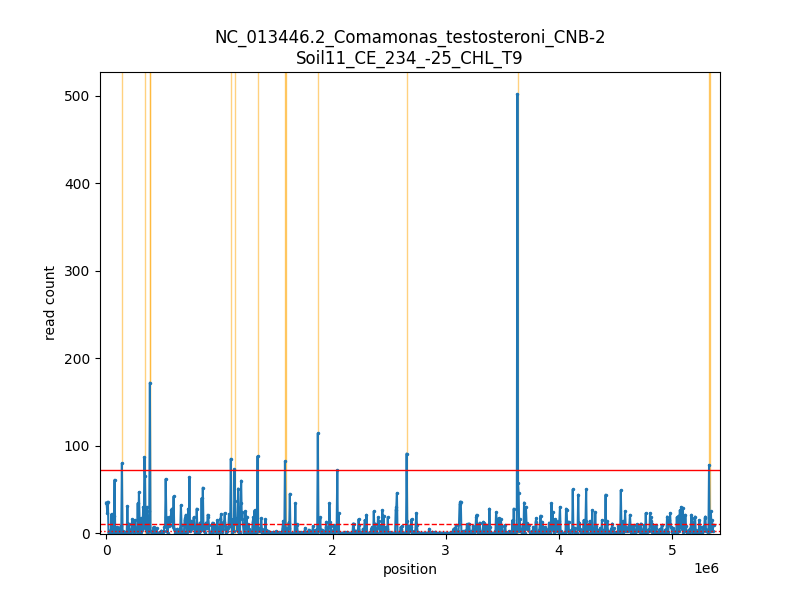 NC_013446.2_Comamonas_testosteroni_CNB-2
Soil11_CE_234_-25_CHL_T9
500
400
300
200
100
0
read count
0 1 2 3 4 5
1e6
position